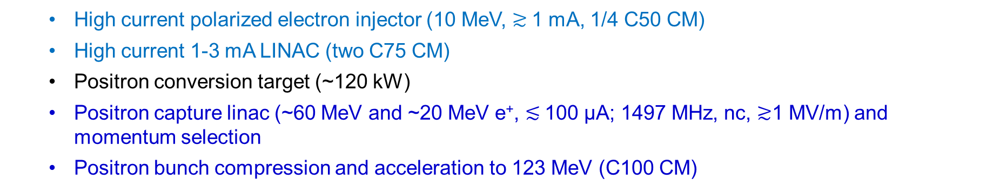 • High current polarized electron injector (10 MeV, ≳ 1 mA, 1/4 C50 CM)
• High current 1-3 mA LINAC (two C75 CM)
• Positron conversion target (~120 kW)
• Positron capture linac (~60 MeV and ~20 MeV e⁺, ≲ 100 µA; 1497 MHz, nc, ≳1 MV/m) and
momentum selection
• Positron bunch compression and acceleration to 123 MeV (C100 CM)